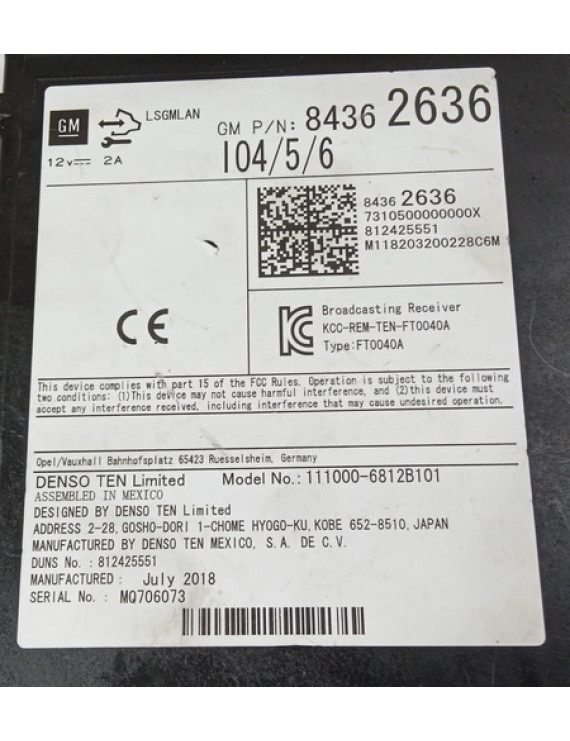 GM
LSGMLAN
GM P/N: 8436 2636
12v⎓ 2A
104/5/6
8436 2636
7310500000000X
812425551
M118203200228C6M
CE
Broadcasting Receiver
KCC-REM-TEN-FT0040A
Type:FT0040A
This device complies with part 15 of the FCC Rules. Operation is subject to the following
two conditions: (1)This device may not cause harmful interference, and (2)this device must
accept any interference received, including interference that may cause undesired operation.
Opel/Vauxhall Bahnhofsplatz 65423 Ruesselsheim, Germany
DENSO TEN Limited Model No.: 111000-6812B101
ASSEMBLED IN MEXICO
DESIGNED BY DENSO TEN Limited
ADDRESS 2-28,GOSHO-DORI 1-CHOME HYOGO-KU,KOBE 652-8510,JAPAN
MANUFACTURED BY DENSO TEN MEXICO, S.A. DE C.V.
DUNS No. : 812425551
MANUFACTURED : July 2018
SERIAL No. : MQ706073